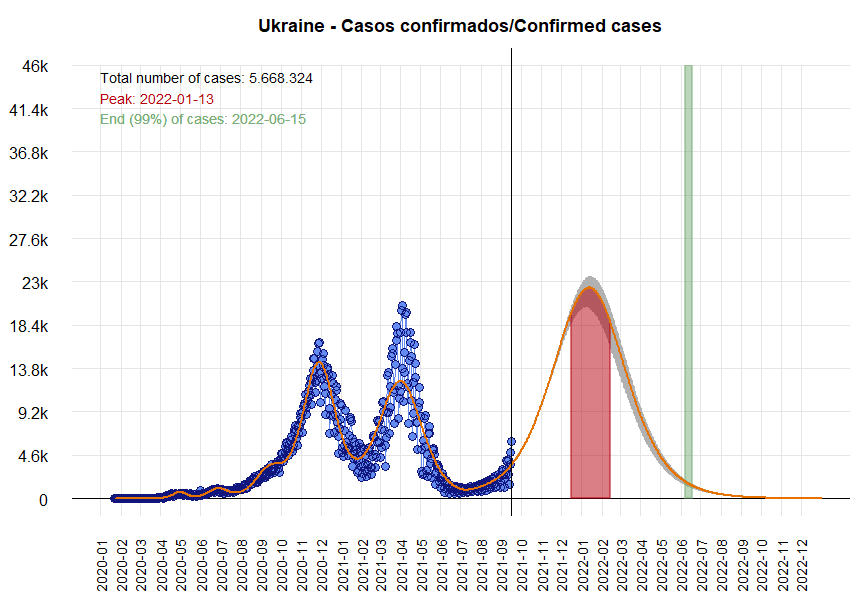 Ukraine - Casos confirmados/Confirmed cases
Total number of cases: 5.668.324
Peak: 2022-01-13
End (99%) of cases: 2022-06-15
46k
41.4k
36.8k
32.2k
27.6k
23k
18.4k
13.8k
9.2k
4.6k
0
2020-01
2020-02
2020-03
2020-04
2020-05
2020-06
2020-07
2020-08
2020-09
2020-10
2020-11
2020-12
2021-01
2021-02
2021-03
2021-04
2021-05
2021-06
2021-07
2021-08
2021-09
2021-10
2021-11
2021-12
2022-01
2022-02
2022-03
2022-04
2022-05
2022-06
2022-07
2022-08
2022-09
2022-10
2022-11
2022-12